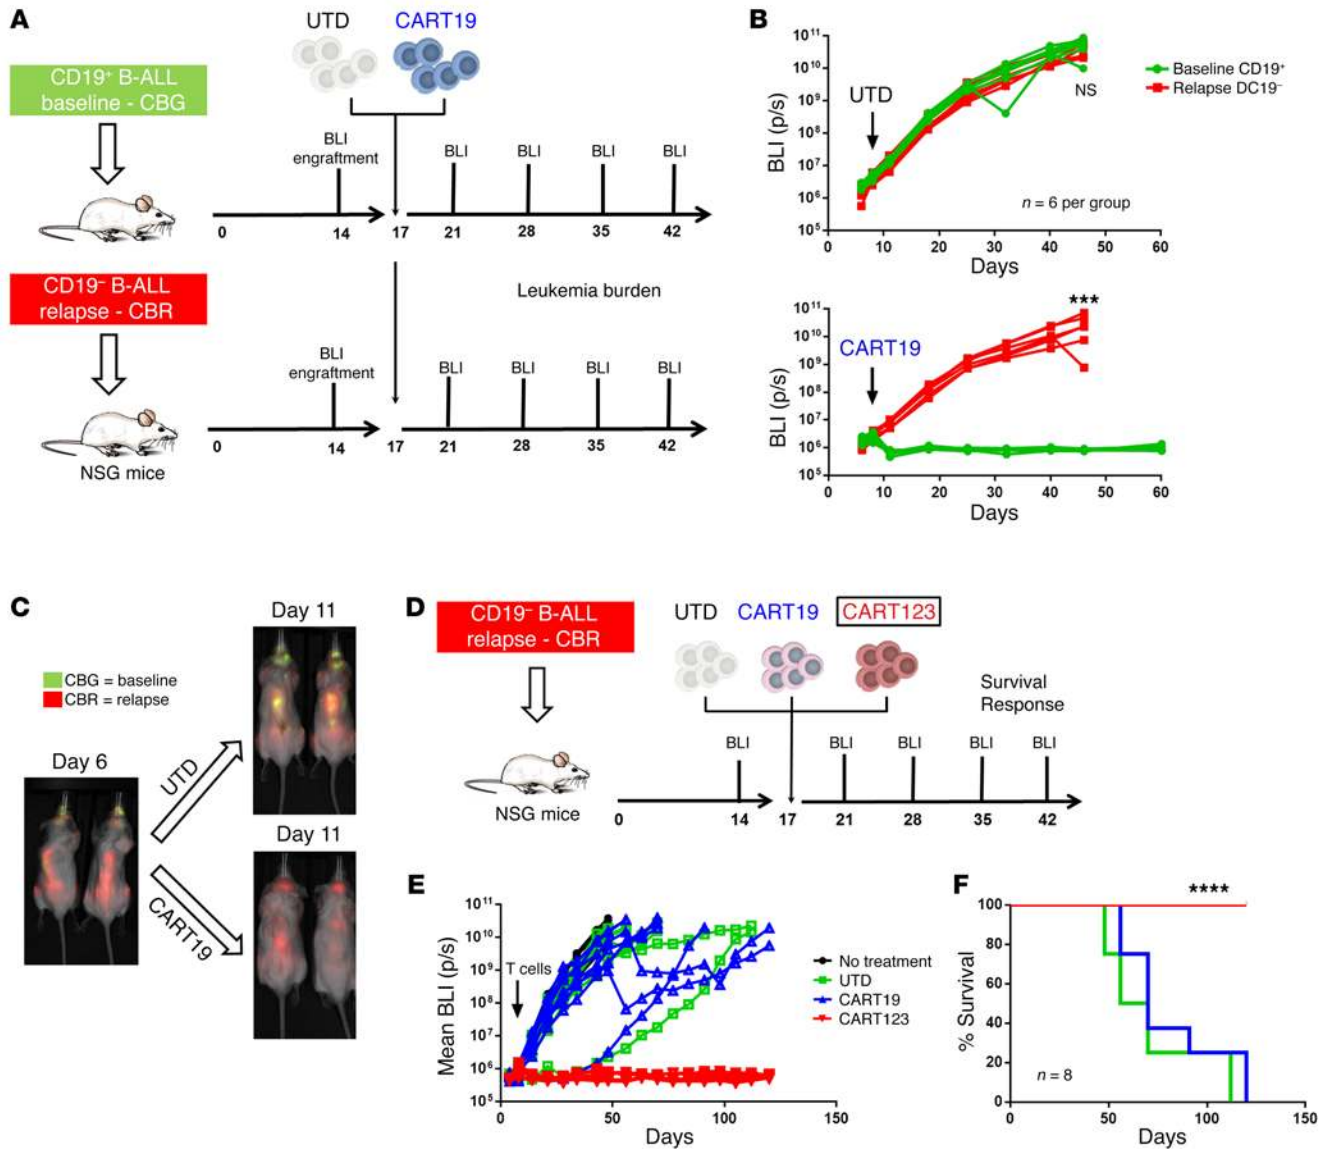 A
UTD
CART19
CD19⁺ B-ALL
baseline - CBG
BLI
engraftment
BLI
BLI
BLI
BLI
0
14
17
21
28
35
42
CD19⁻ B-ALL
relapse - CBR
Leukemia burden
BLI
engraftment
BLI
BLI
BLI
BLI
0
14
17
21
28
35
42
NSG mice
B
BLI (p/s)
10¹¹
10¹⁰
10⁹
10⁸
10⁷
10⁶
10⁵
UTD
NS
n = 6 per group
0
10
20
30
40
50
60
Days
Baseline CD19⁺
Relapse DC19⁻
BLI (p/s)
10¹¹
10¹⁰
10⁹
10⁸
10⁷
10⁶
10⁵
CART19
***
0
10
20
30
40
50
60
Days
C
CBG = baseline
CBR = relapse
Day 6
UTD
CART19
Day 11
Day 11
D
CD19⁻ B-ALL
relapse - CBR
UTD
CART19
CART123
Survival
Response
BLI
BLI
BLI
BLI
BLI
NSG mice
0
14
17
21
28
35
42
E
Mean BLI (p/s)
10¹¹
10¹⁰
10⁹
10⁸
10⁷
10⁶
10⁵
T cells
0
50
100
150
Days
No treatment
UTD
CART19
CART123
F
% Survival
100
80
60
40
20
0
****
n = 8
0
50
100
150
Days